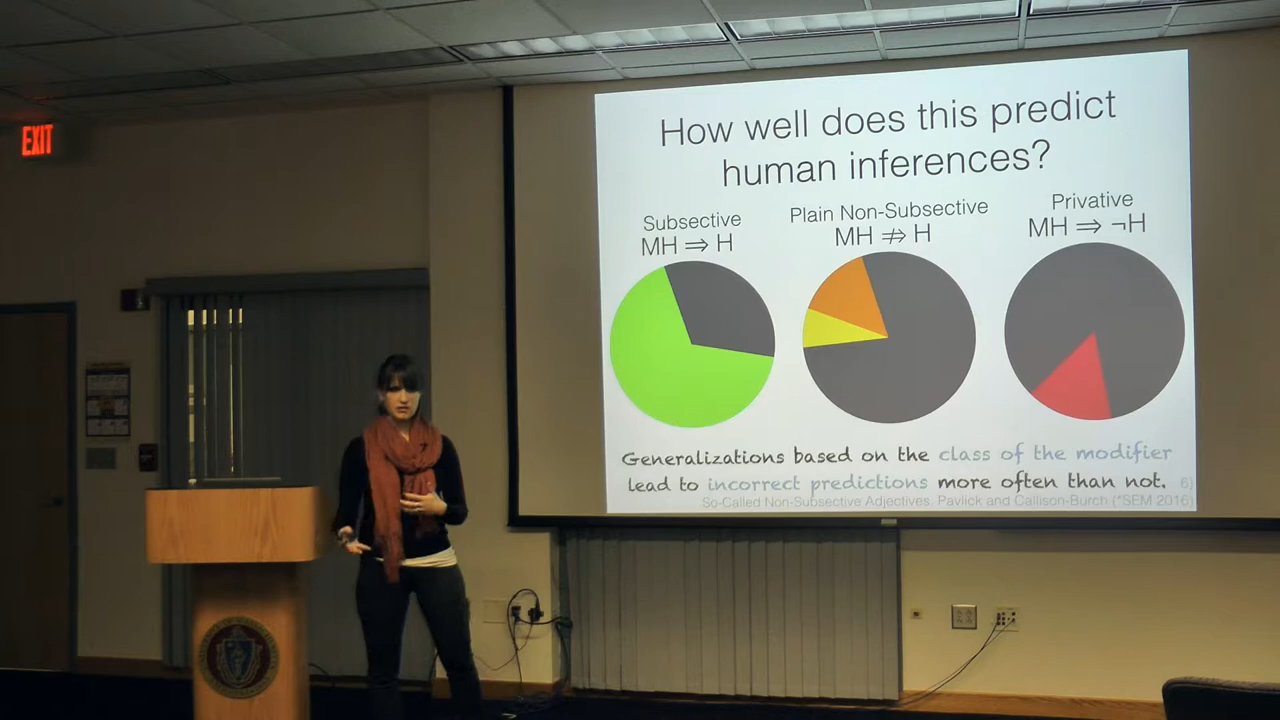 EXIT
How well does this predict
human inferences?
Subsective
MH ⇒ H
Plain Non-Subsective
MH ⇏ H
Privative
MH ⇒ ¬H
Generalizations based on the class of the modifier
lead to incorrect predictions more often than not.
So-Called Non-Subsective Adjectives. Pavlick and Callison-Burch (*SEM 2016)